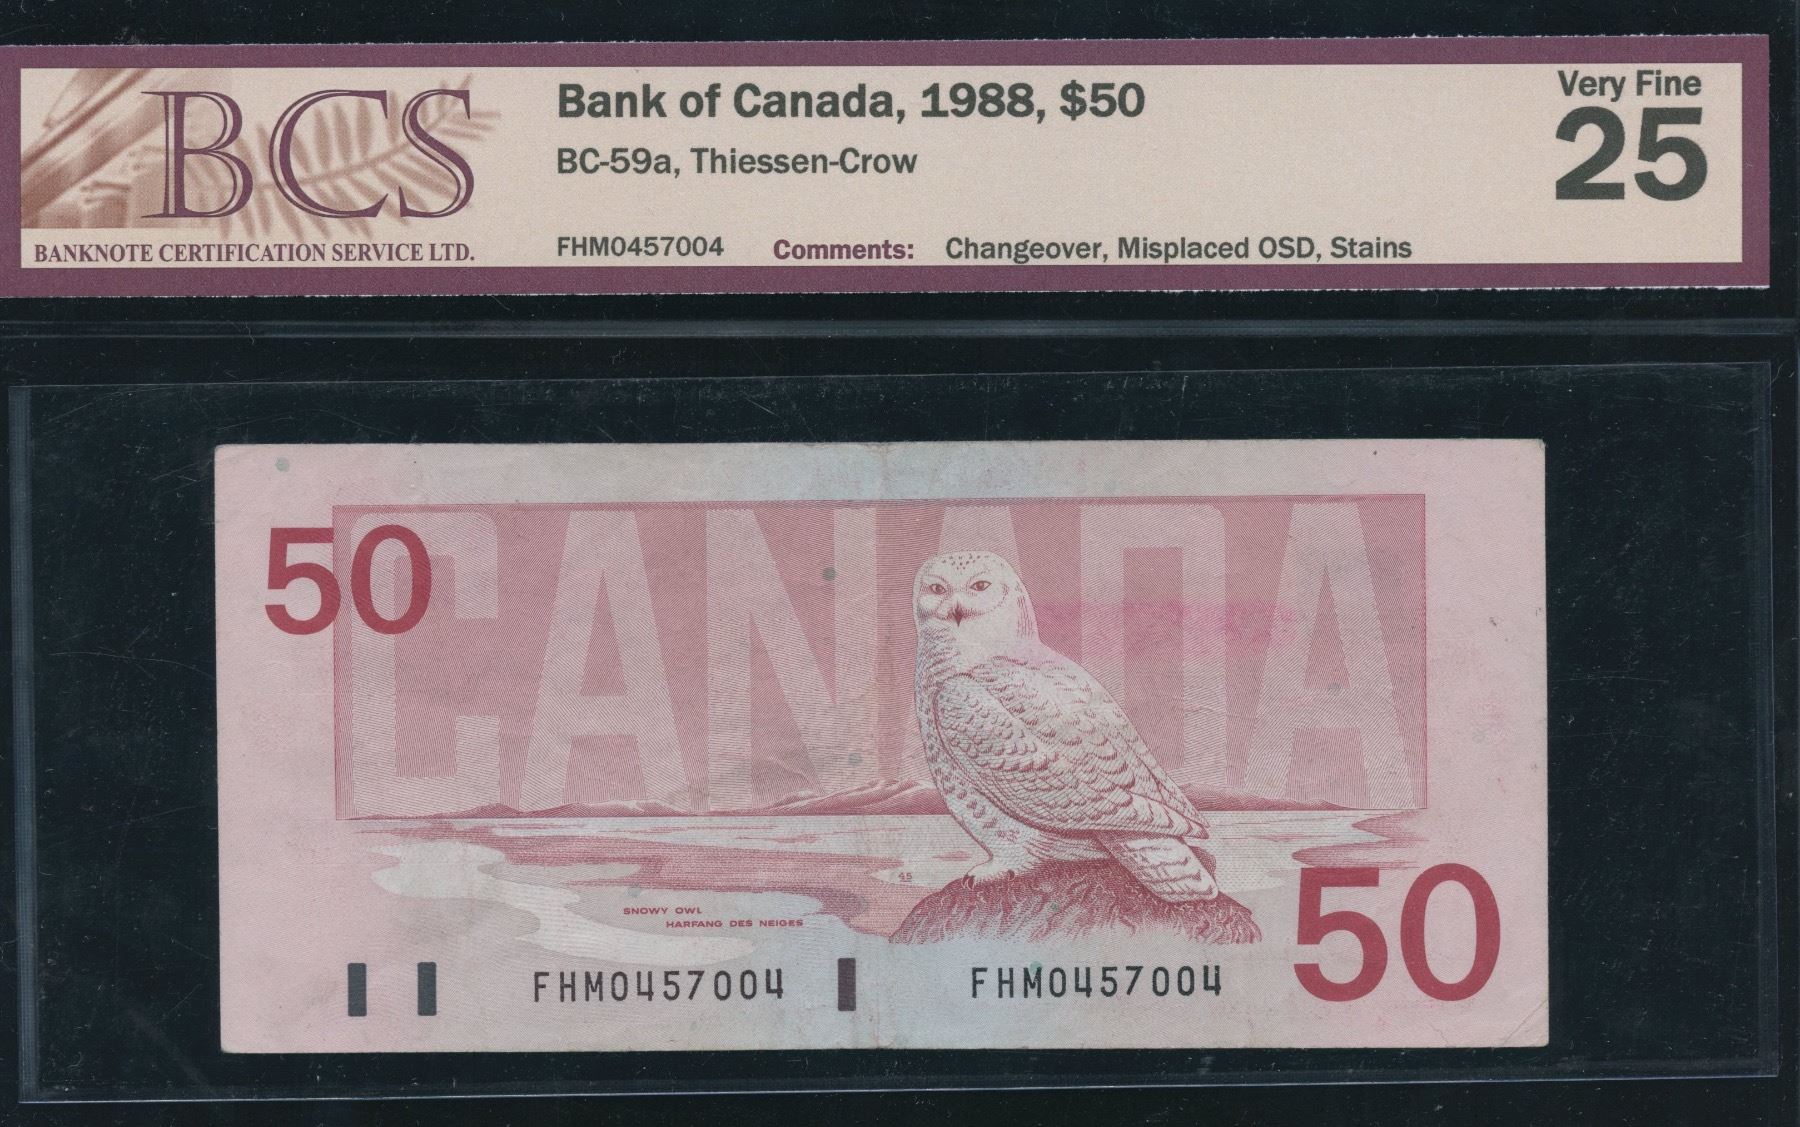 BCS
BANKNOTE CERTIFICATION SERVICE LTD.
Bank of Canada, 1988, $50
BC-59a, Thiessen-Crow
FHM0457004 Comments: Changeover, Misplaced OSD, Stains
Very Fine
25
CANADA
50
45
SNOWY OWL
HARFANG DES NEIGES
50
FHM0457004 FHM0457004